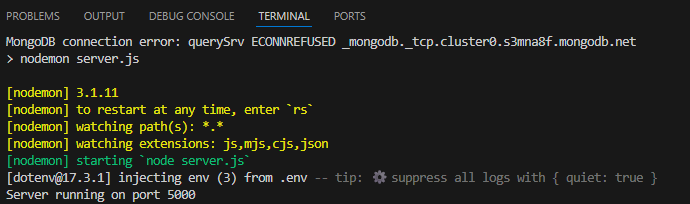 PROBLEMS OUTPUT DEBUG CONSOLE TERMINAL PORTS
MongoDB connection error: querySrv ECONNREFUSED _mongodb._tcp.cluster0.s3mna8f.mongodb.net
> nodemon server.js
[nodemon] 3.1.11
[nodemon] to restart at any time, enter `rs`
[nodemon] watching path(s): *.*
[nodemon] watching extensions: js,mjs,cjs,json
[nodemon] starting `node server.js`
[dotenv@17.3.1] injecting env (3) from .env -- tip: ⚙️ suppress all logs with { quiet: true }
Server running on port 5000